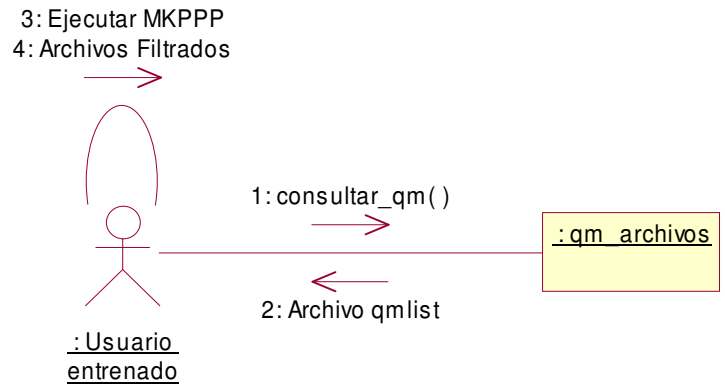 3: Ejecutar MKPPP
4: Archivos Filtrados
1: consultar_qm( )
: qm_archivos
2: Archivo qmlist
: Usuario
entrenado